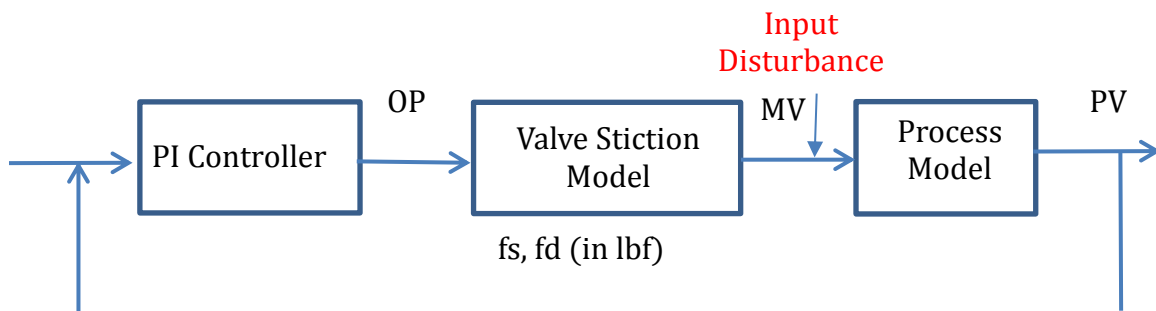 Input
Disturbance
OP
MV
PV
PI Controller
Valve Stiction
Model
Process
Model
fs, fd (in lbf)